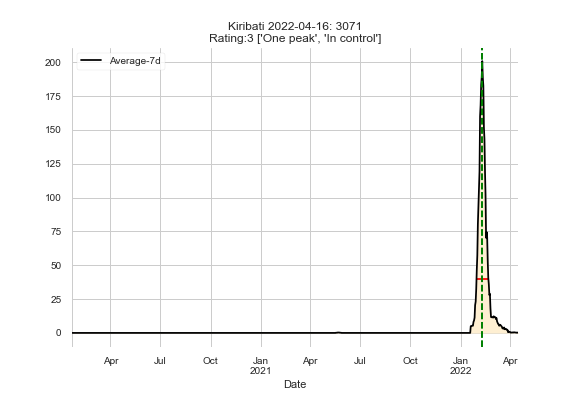 Kiribati 2022-04-16: 3071
Rating:3 ['One peak', 'In control']
Average-7d
200
175
150
125
100
75
50
25
0
Apr Jul Oct Jan Apr Jul Oct Jan Apr
2021 2022
Date